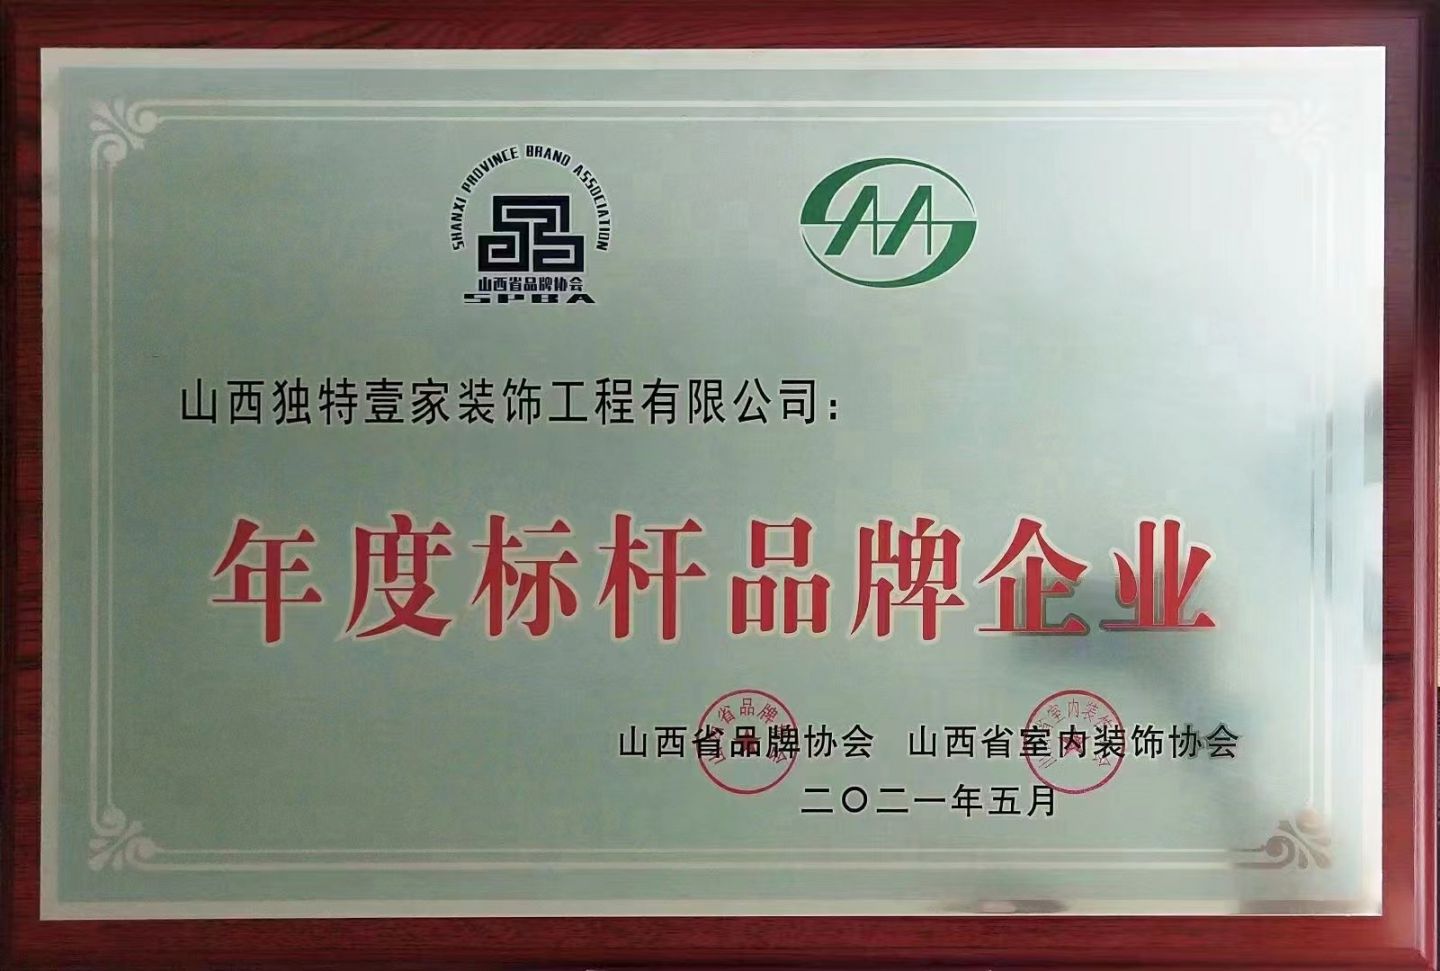 SHANXI PROVINCE BRAND ASSOCIATION
山西省品牌协会
SPBA
山西独特壹家装饰工程有限公司：
年度标杆品牌企业
山西省品牌协会 山西省室内装饰协会
二〇二一年五月